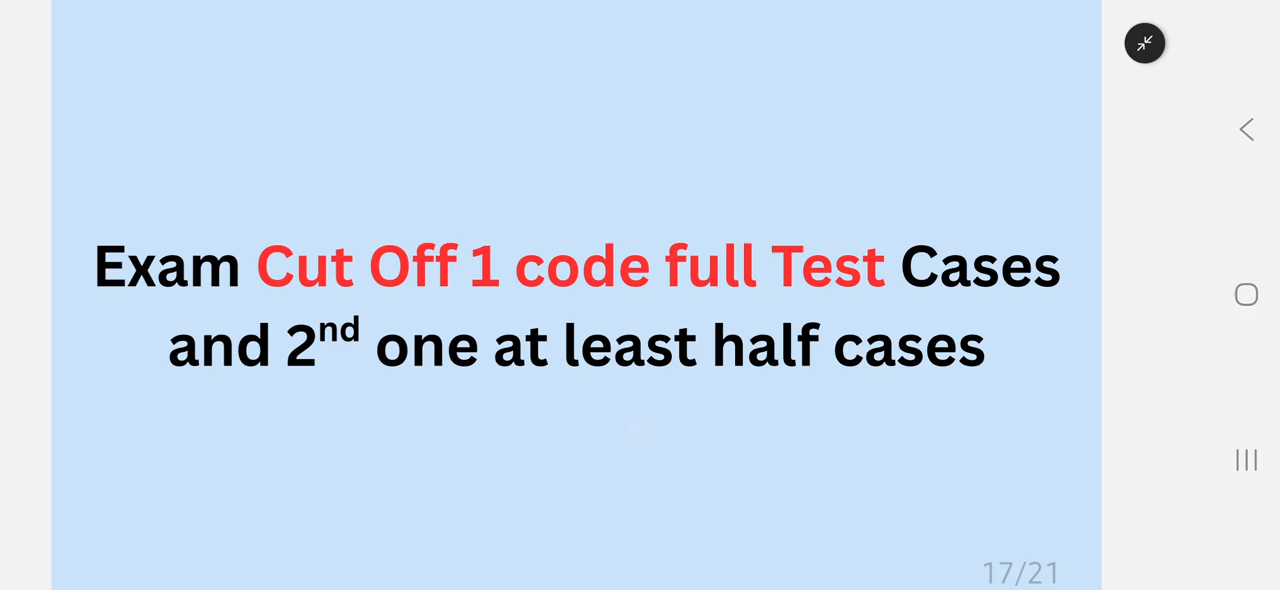 Exam Cut Off 1 code full Test Cases
and 2nd one at least half cases
17/21